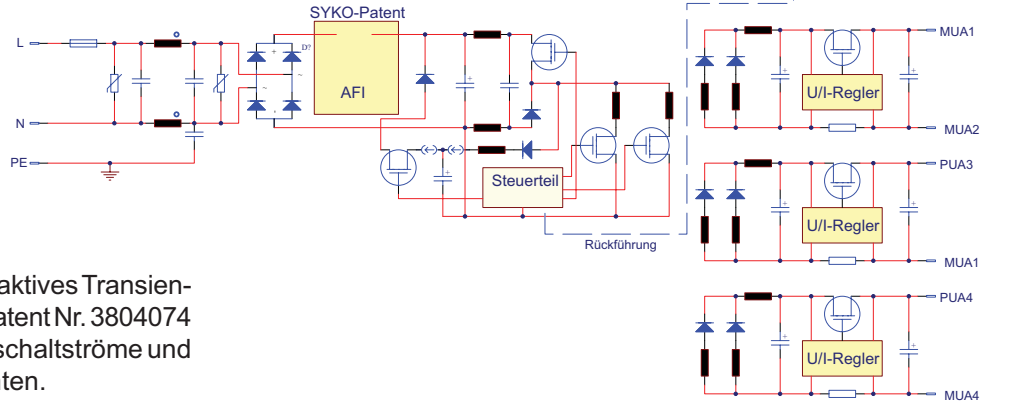 SYKO-Patent
L
N
PE
D?
+
~
~
-
AFI
+
+
Steuerteil
Rückführung
U/I-Regler
+
+
MUA1
MUA2
U/I-Regler
+
+
PUA3
MUA1
U/I-Regler
+
+
PUA4
MUA4
aktives Transien-
atent Nr. 3804074
schaltströme und
ten.